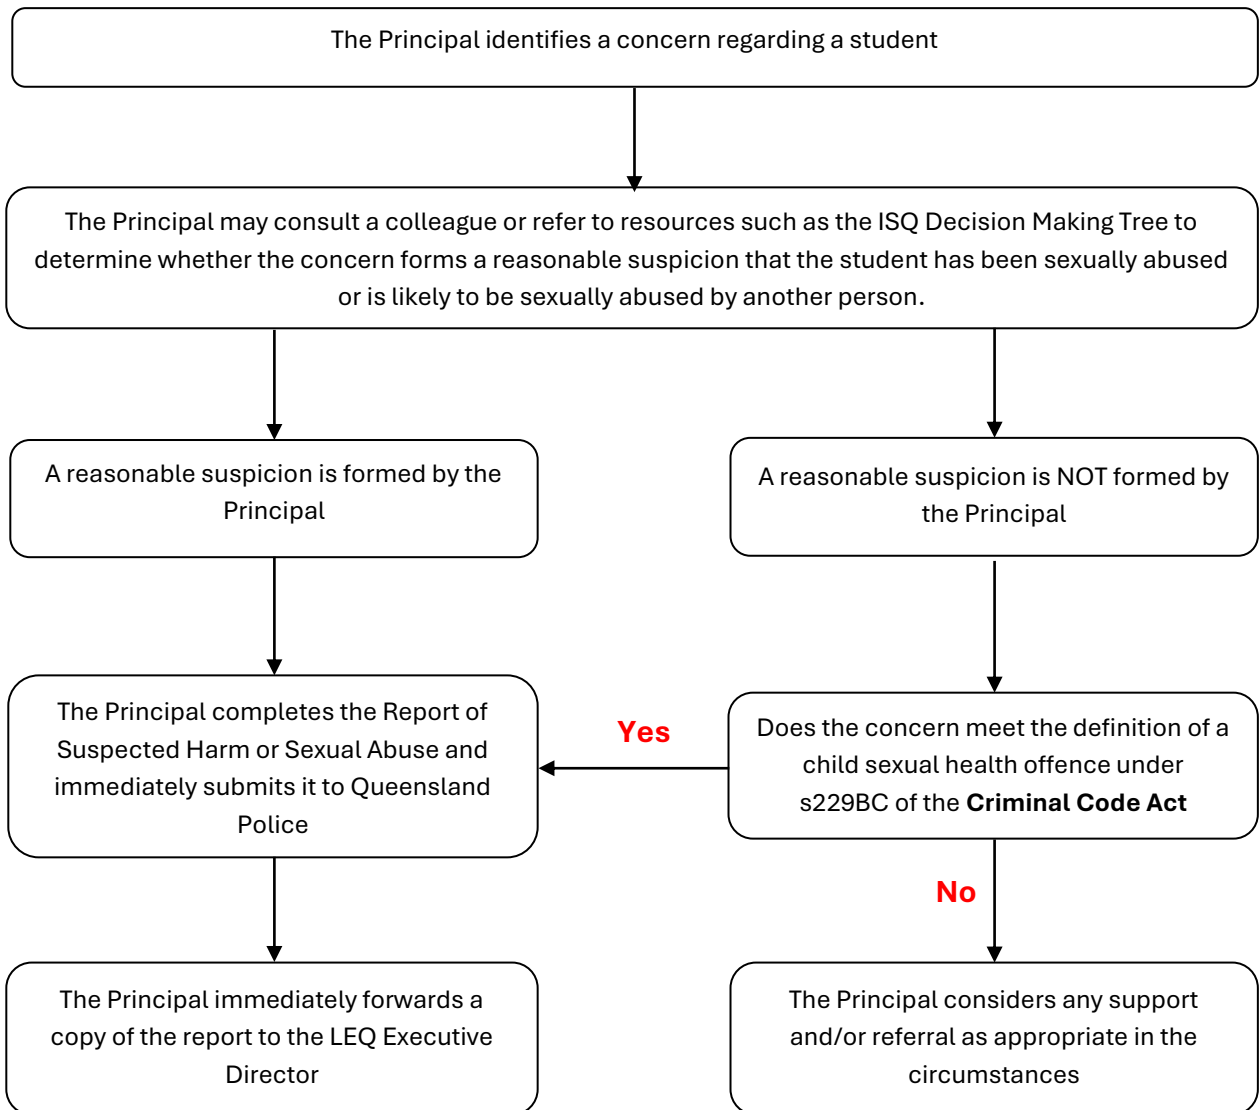 The Principal identifies a concern regarding a student
The Principal may consult a colleague or refer to resources such as the ISQ Decision Making Tree to
determine whether the concern forms a reasonable suspicion that the student has been sexually abused
or is likely to be sexually abused by another person.
A reasonable suspicion is formed by the
Principal
A reasonable suspicion is NOT formed by
the Principal
The Principal completes the Report of
Suspected Harm or Sexual Abuse and
immediately submits it to Queensland
Police
Yes
Does the concern meet the definition of a
child sexual health offence under
s229BC of the Criminal Code Act
No
The Principal immediately forwards a
copy of the report to the LEQ Executive
Director
The Principal considers any support
and/or referral as appropriate in the
circumstances